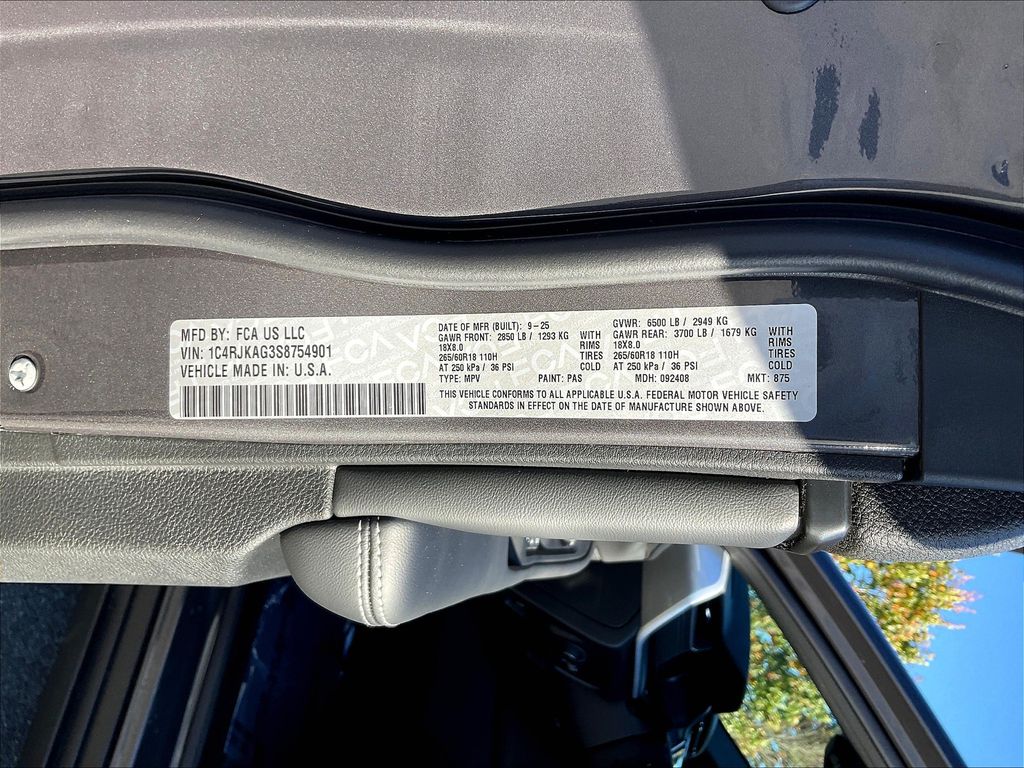 MFD BY: FCA US LLC
VIN: 1C4RJKAG3S8754901
VEHICLE MADE IN: U.S.A.
DATE OF MFR (BUILT): 9-25
GAWR FRONT: 2850 LB / 1293 KG WITH
18X8.0 RIMS
265/60R18 110H TIRES
AT 250 kPa / 36 PSI COLD
TYPE: MPV PAINT: PAS
GVWR: 6500 LB / 2949 KG
GAWR REAR: 3700 LB / 1679 KG WITH
18X8.0 RIMS
265/60R18 110H TIRES
AT 250 kPa / 36 PSI COLD
MDH: 092408 MKT: 875
THIS VEHICLE CONFORMS TO ALL APPLICABLE U.S.A. FEDERAL MOTOR VEHICLE SAFETY
STANDARDS IN EFFECT ON THE DATE OF MANUFACTURE SHOWN ABOVE.